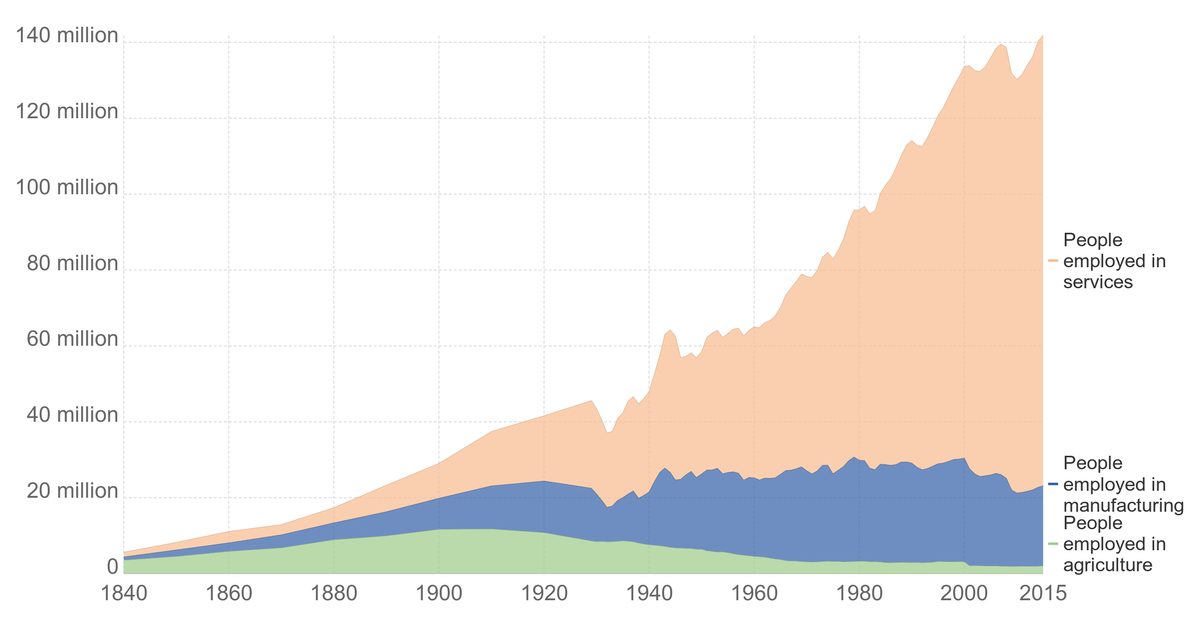 140 million
120 million
100 million
80 million
60 million
40 million
20 million
0
1840
1860
1880
1900
1920
1940
1960
1980
2000
2015
People
employed in
services
People
employed in
manufacturing
People
employed in
agriculture